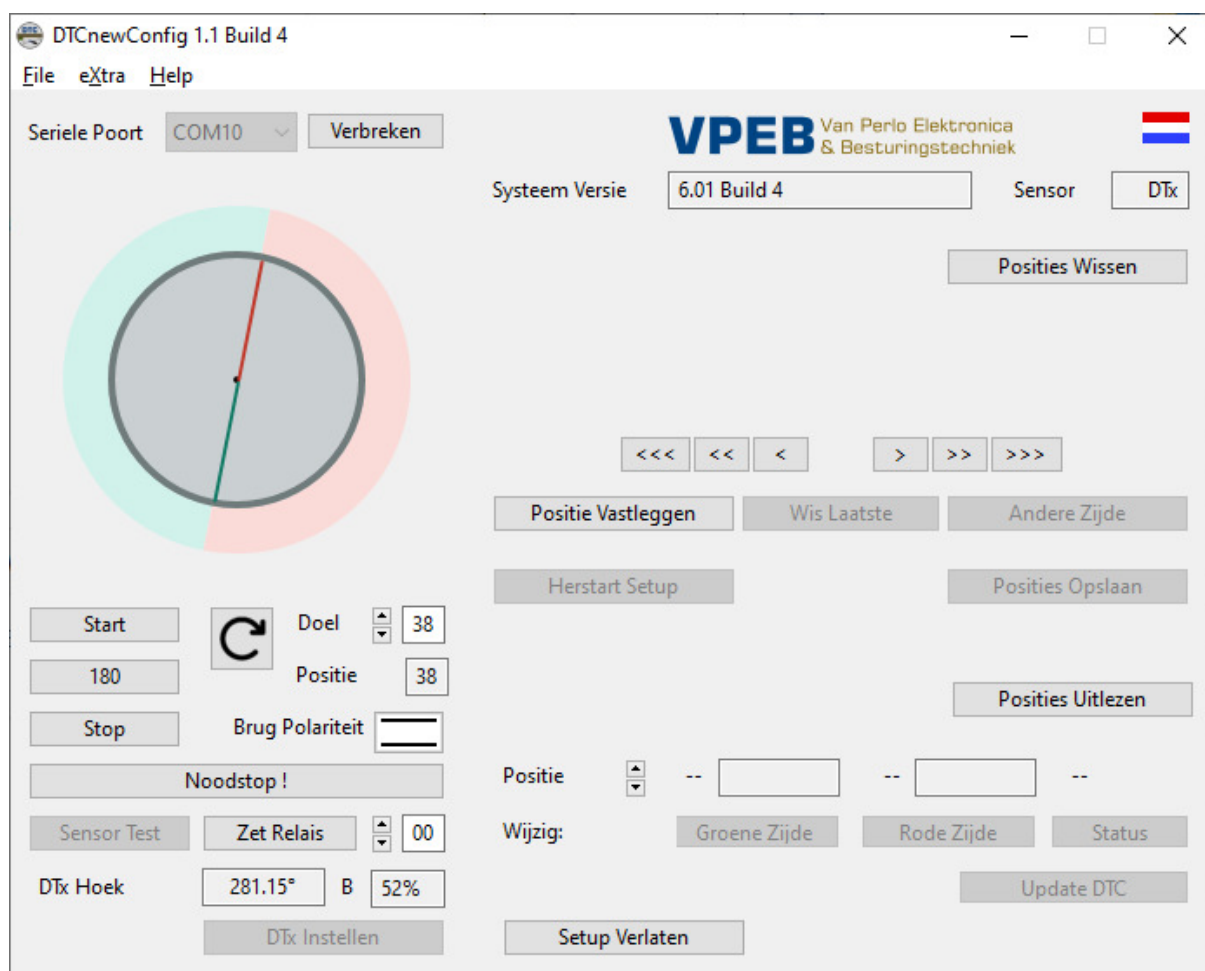 DTCnewConfig 1.1 Build 4
File eXtra Help
Seriele Poort COM10 Verbreken
VPEB Van Perlo Elektronica
& Besturingstechniek
Systeem Versie 6.01 Build 4 Sensor DTx
Posities Wissen
<<< << < > >> >>>
Positie Vastleggen Wis Laatste Andere Zijde
Herstart Setup Posities Opslaan
Start Doel 38
180 Positie 38
Posities Uitlezen
Stop Brug Polariteit
Noodstop !
Positie -- -- --
Sensor Test Zet Relais 00
Wijzig: Groene Zijde Rode Zijde Status
DTx Hoek 281.15° B 52%
Update DTC
DTx Instellen
Setup Verlaten